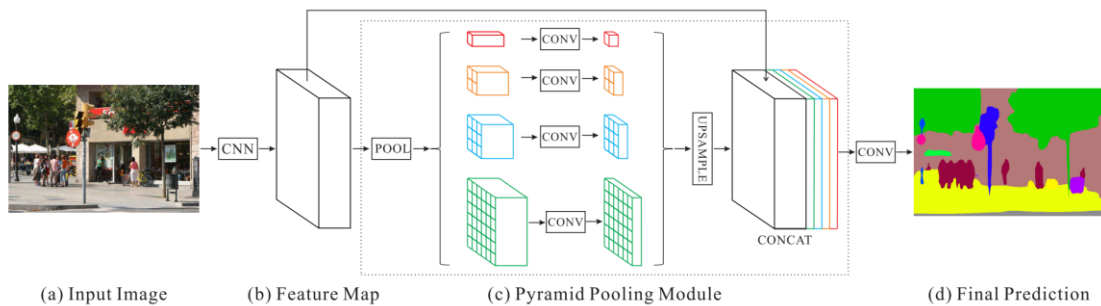 CNN
POOL
CONV
CONV
CONV
CONV
UPSAMPLE
CONCAT
CONV
(a) Input Image
(b) Feature Map
(c) Pyramid Pooling Module
(d) Final Prediction